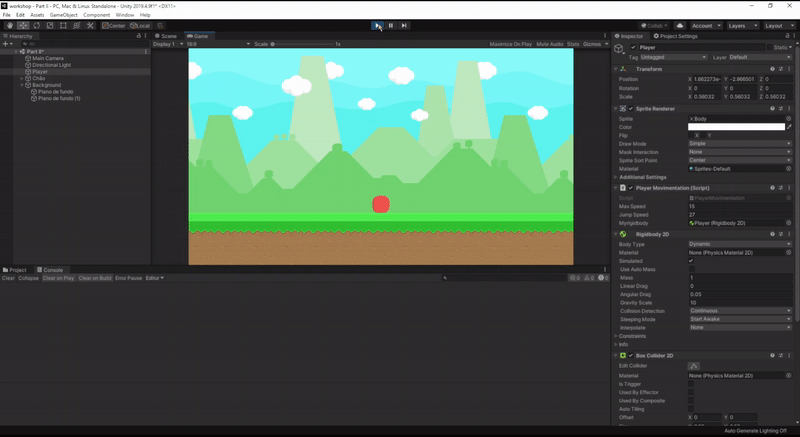 workshop - Part II - PC, Mac & Linux Standalone - Unity 2019.4.9f1* <DX11>
File Edit Assets GameObject Component Window Help
Center Local Collab Account Layers Layout
Hierarchy Scene Game Inspector Project Settings
All
Display 1 16:9 Scale 1x Maximize On Play Mute Audio Stats Gizmos
Part II*
Main Camera
Directional Light
Player
Chão
Background
Plano de fundo
Plano de fundo (1)
Player Static
Tag Untagged Layer Default
Transform
Position X Y -2.966501 Z 0
Rotation X 0 Y 0 Z 0
Scale X 0.56032 Y 0.56032 Z 0.56032
Sprite Renderer
Sprite Body
Color
Flip X Y
Draw Mode Simple
Mask Interaction None
Sprite Sort Point Center
Material Sprites-Default
Additional Settings
Player Movimentation (Script)
Script PlayerMovimentation
Max Speed 15
Jump Speed 27
Myrigidbody Player (Rigidbody 2D)
Rigidbody 2D
Body Type Dynamic
Material None (Physics Material 2D)
Simulated
Use Auto Mass
Mass 1
Linear Drag 0
Angular Drag 0.05
Gravity Scale 10
Collision Detection Continuous
Sleeping Mode Start Awake
Interpolate None
Constraints
Info
Box Collider 2D
Edit Collider
Material None (Physics Material 2D)
Is Trigger
Used By Effector
Used By Composite
Auto Tiling
Offset X 0 Y 0
Project Console
Clear Collapse Clear on Play Clear on Build Error Pause Editor
0 0 0
Auto Generate Lighting Off